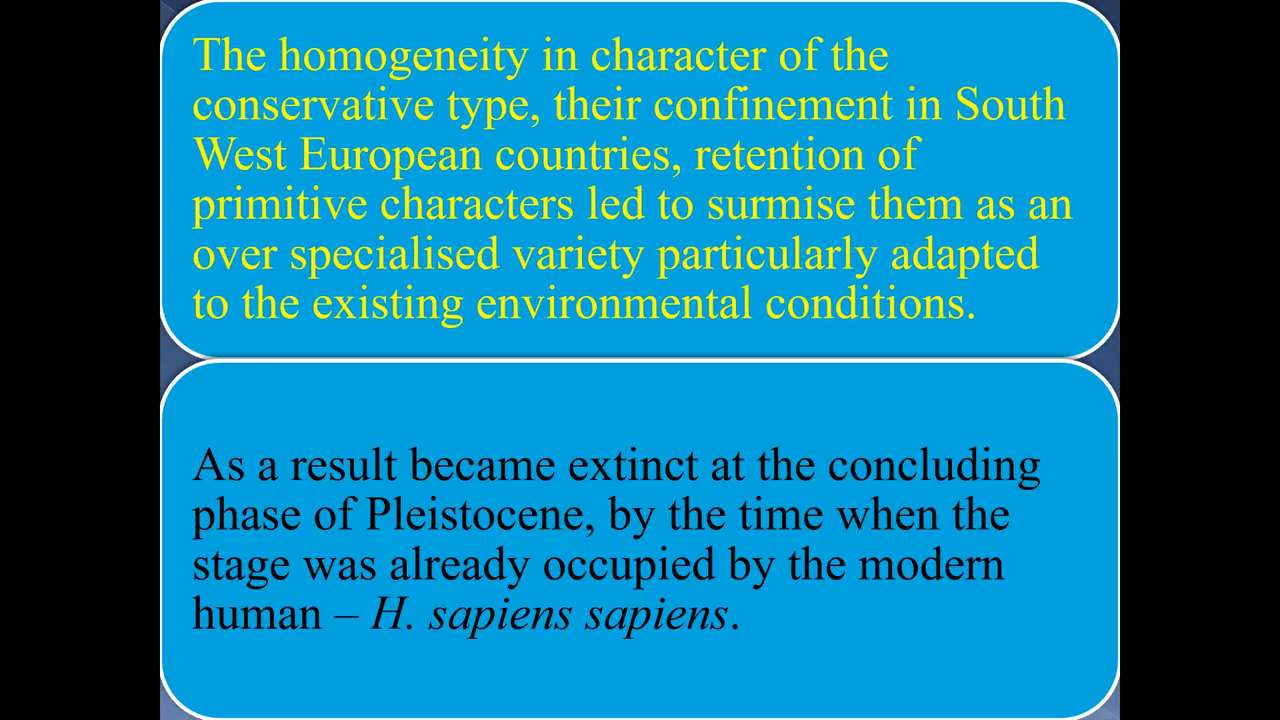 The homogeneity in character of the
conservative type, their confinement in South
West European countries, retention of
primitive characters led to surmise them as an
over specialised variety particularly adapted
to the existing environmental conditions.
As a result became extinct at the concluding
phase of Pleistocene, by the time when the
stage was already occupied by the modern
human – H. sapiens sapiens.